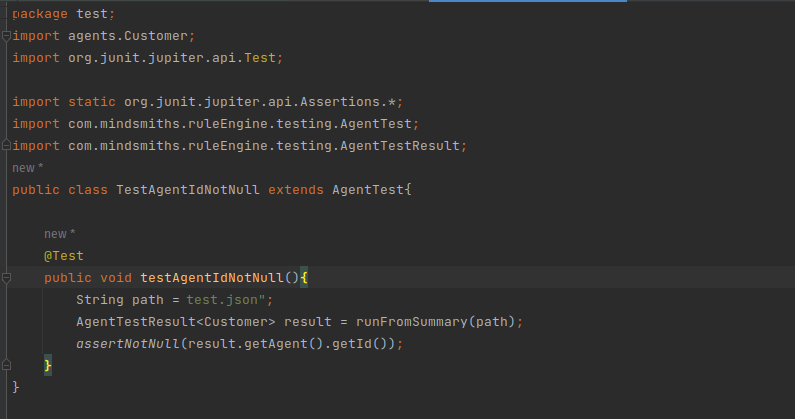 package test;
import agents.Customer;
import org.junit.jupiter.api.Test;
import static org.junit.jupiter.api.Assertions.*;
import com.mindsmiths.ruleEngine.testing.AgentTest;
import com.mindsmiths.ruleEngine.testing.AgentTestResult;
new *
public class TestAgentIdNotNull extends AgentTest{
new *
@Test
public void testAgentIdNotNull(){
String path = test.json";
AgentTestResult<Customer> result = runFromSummary(path);
assertNotNull(result.getAgent().getId());
}
}